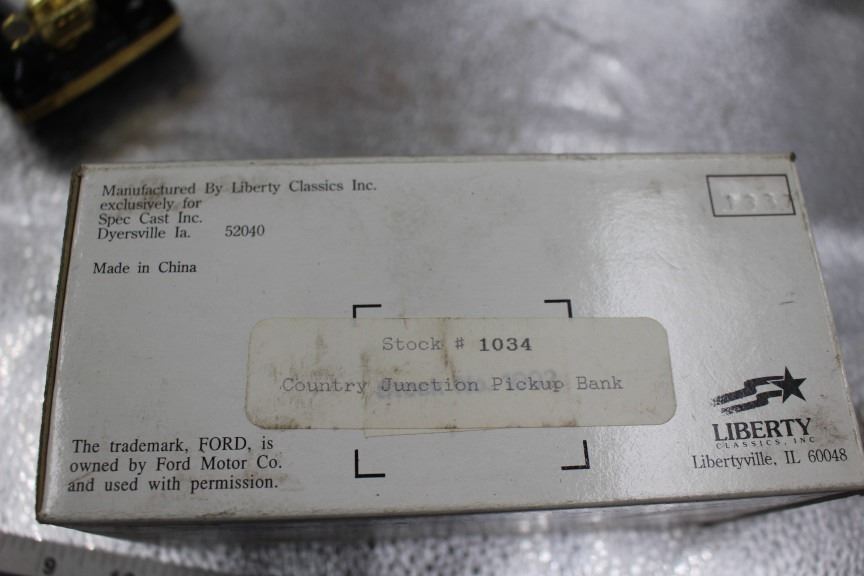 Manufactured By Liberty Classics Inc.
exclusively for
Spec Cast Inc.
Dyersville Ia. 52040
Made in China
Stock # 1034
Country Junction Pickup Bank
The trademark, FORD, is
owned by Ford Motor Co.
and used with permission.
LIBERTY
CLASSICS, INC
Libertyville, IL 60048
9